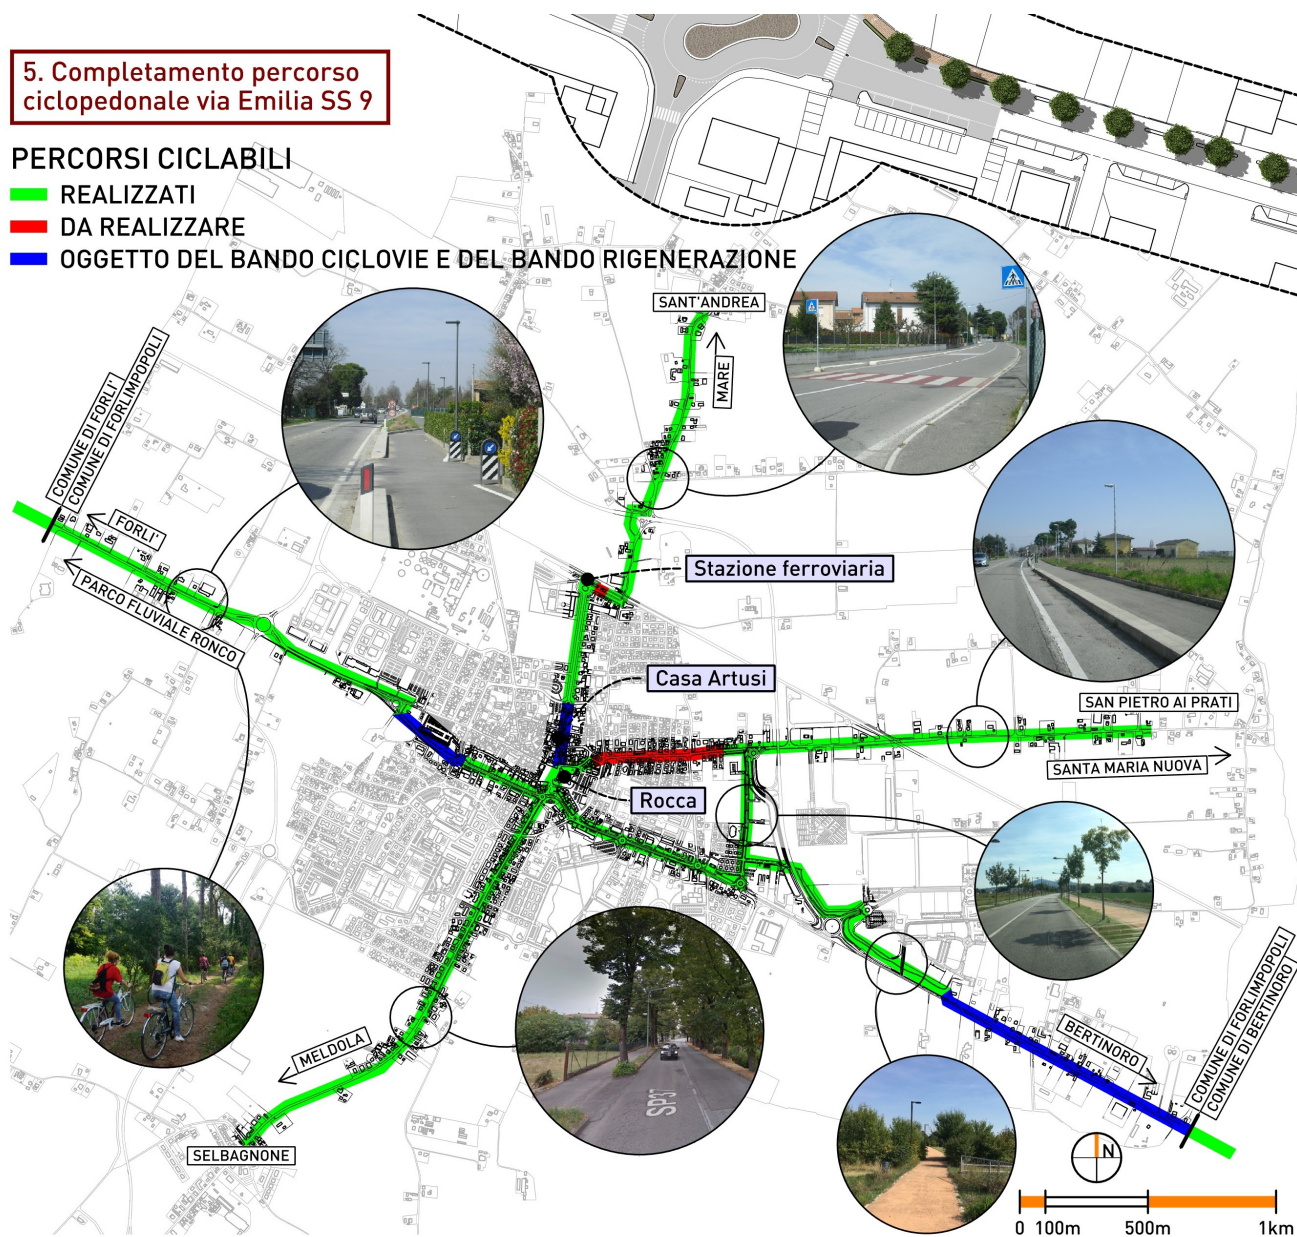 5. Completamento percorso
ciclopedonale via Emilia SS 9
PERCORSI CICLABILI
REALIZZATI
DA REALIZZARE
OGGETTO DEL BANDO CICLOVIE E DEL BANDO RIGENERAZIONE
SANT'ANDREA
MARE
COMUNE DI FORLI'
COMUNE DI FORLIMPOPOLI
FORLI'
PARCO FLUVIALE RONCO
Stazione ferroviaria
Casa Artusi
SAN PIETRO AI PRATI
SANTA MARIA NUOVA
Rocca
SP37
MELDOLA
SELBAGNONE
BERTINORO
COMUNE DI FORLIMPOPOLI
COMUNE DI BERTINORO
N
0 100m 500m 1km